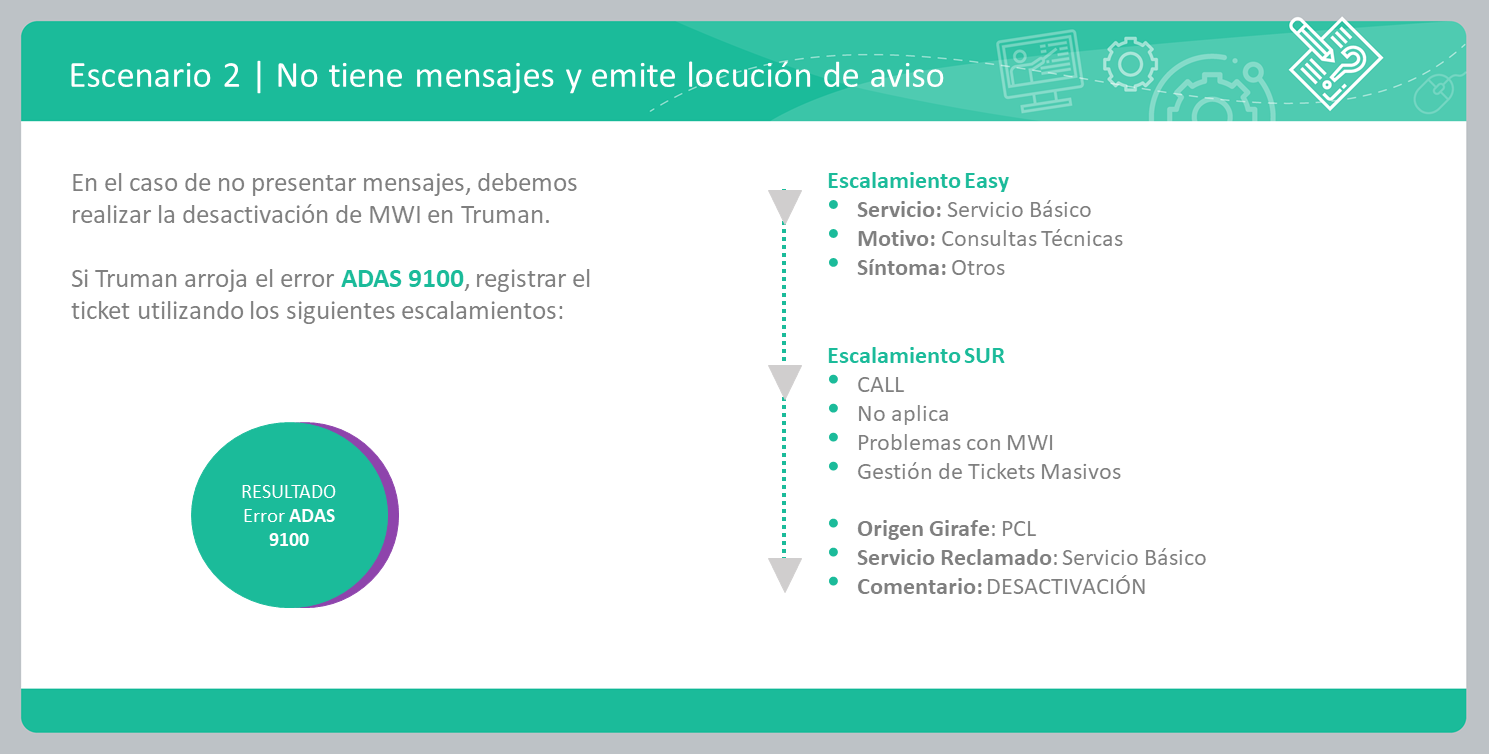 Escenario 2 | No tiene mensajes y emite locución de aviso
En el caso de no presentar mensajes, debemos
realizar la desactivación de MWI en Truman.
Si Truman arroja el error ADAS 9100, registrar el
ticket utilizando los siguientes escalamientos:
RESULTADO
Error ADAS
9100
Escalamiento Easy
• Servicio: Servicio Básico
• Motivo: Consultas Técnicas
• Síntoma: Otros
Escalamiento SUR
• CALL
• No aplica
• Problemas con MWI
• Gestión de Tickets Masivos
• Origen Girafe: PCL
• Servicio Reclamado: Servicio Básico
• Comentario: DESACTIVACIÓN